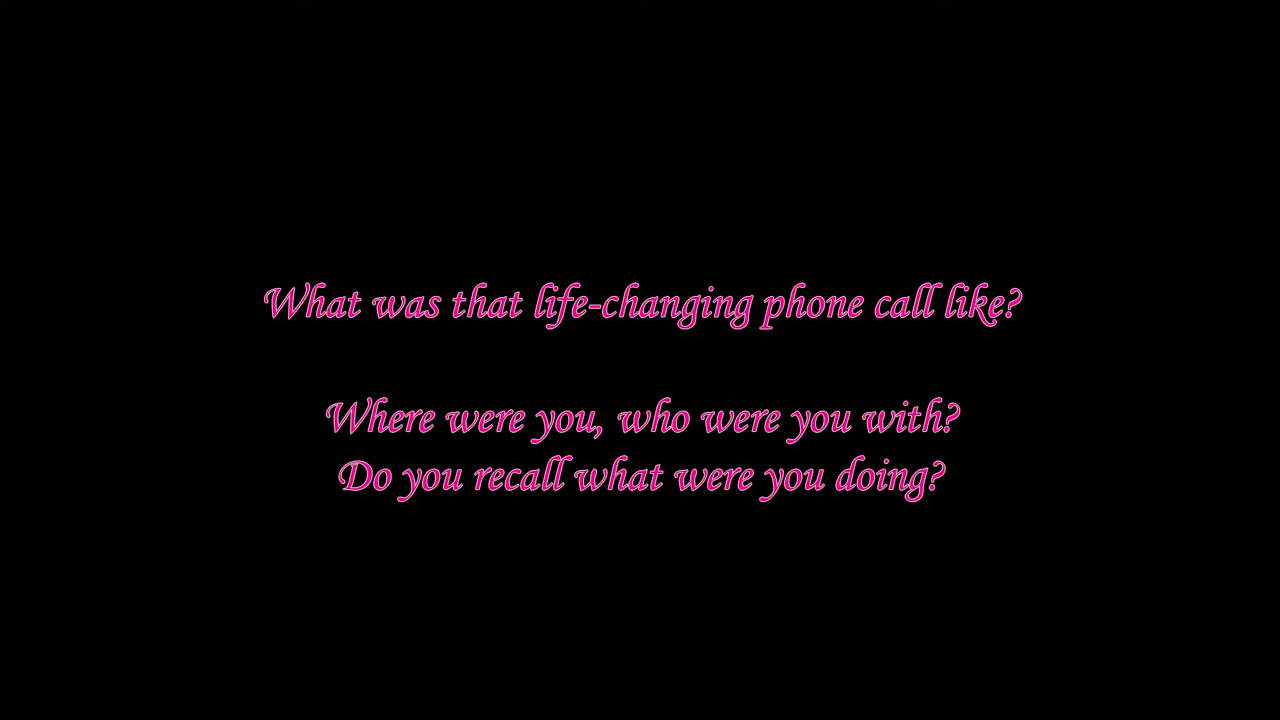 What was that life-changing phone call like?
Where were you, who were you with?
Do you recall what were you doing?